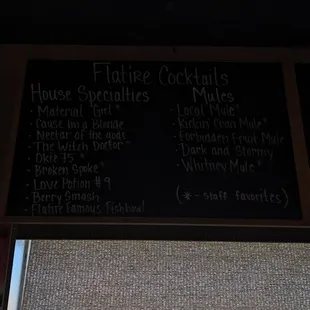 Flatire Cocktails
House Specialties
• Material Girl *
• Cause Im a Blonde
• Nectar of the gods
• The Witch Doctor *
• Okie 75 *
• Broken Spoke *
• Love Potion #9
• Berry Smash
• Flatire Famous Fishbowl
Mules
• Local Mule *
• Kickin Mule *
• Forbidden Fruit Mule
• Dark and Stormy
• Whitney Mule *
(* - staff favorites)